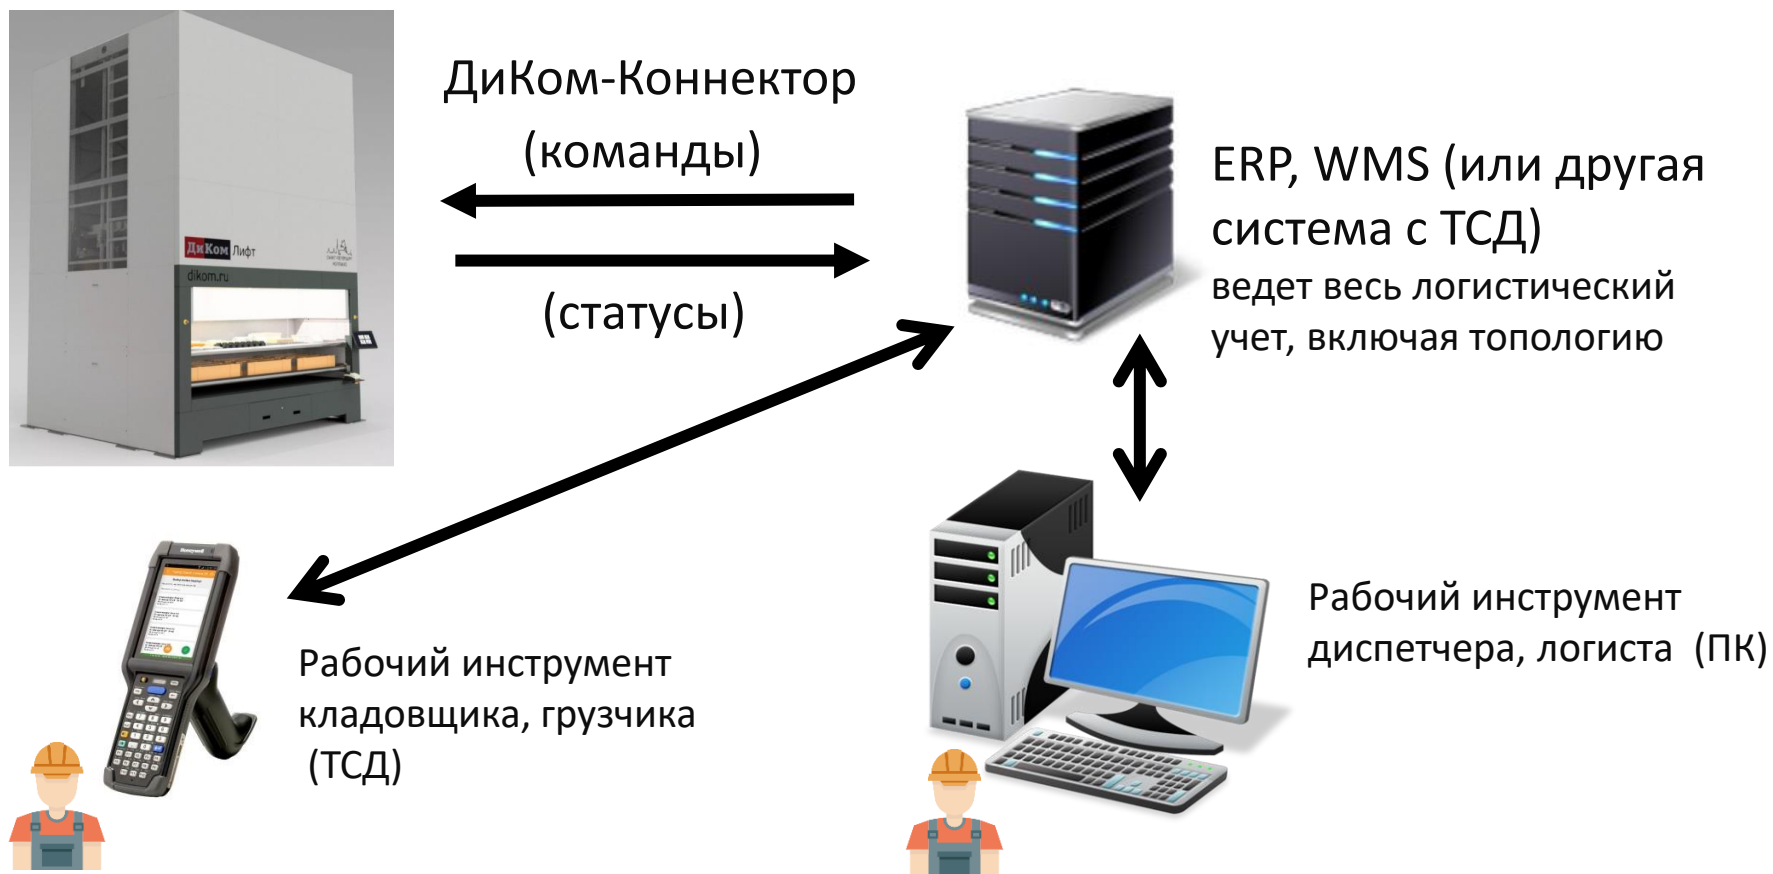 ДиКом-Коннектор
(команды)
(статусы)
ДиКом Лифт
dikom.ru
ERP, WMS (или другая
система с ТСД)
ведет весь логистический
учет, включая топологию
Honeywell
Рабочий инструмент
кладовщика, грузчика
(ТСД)
Рабочий инструмент
диспетчера, логиста (ПК)